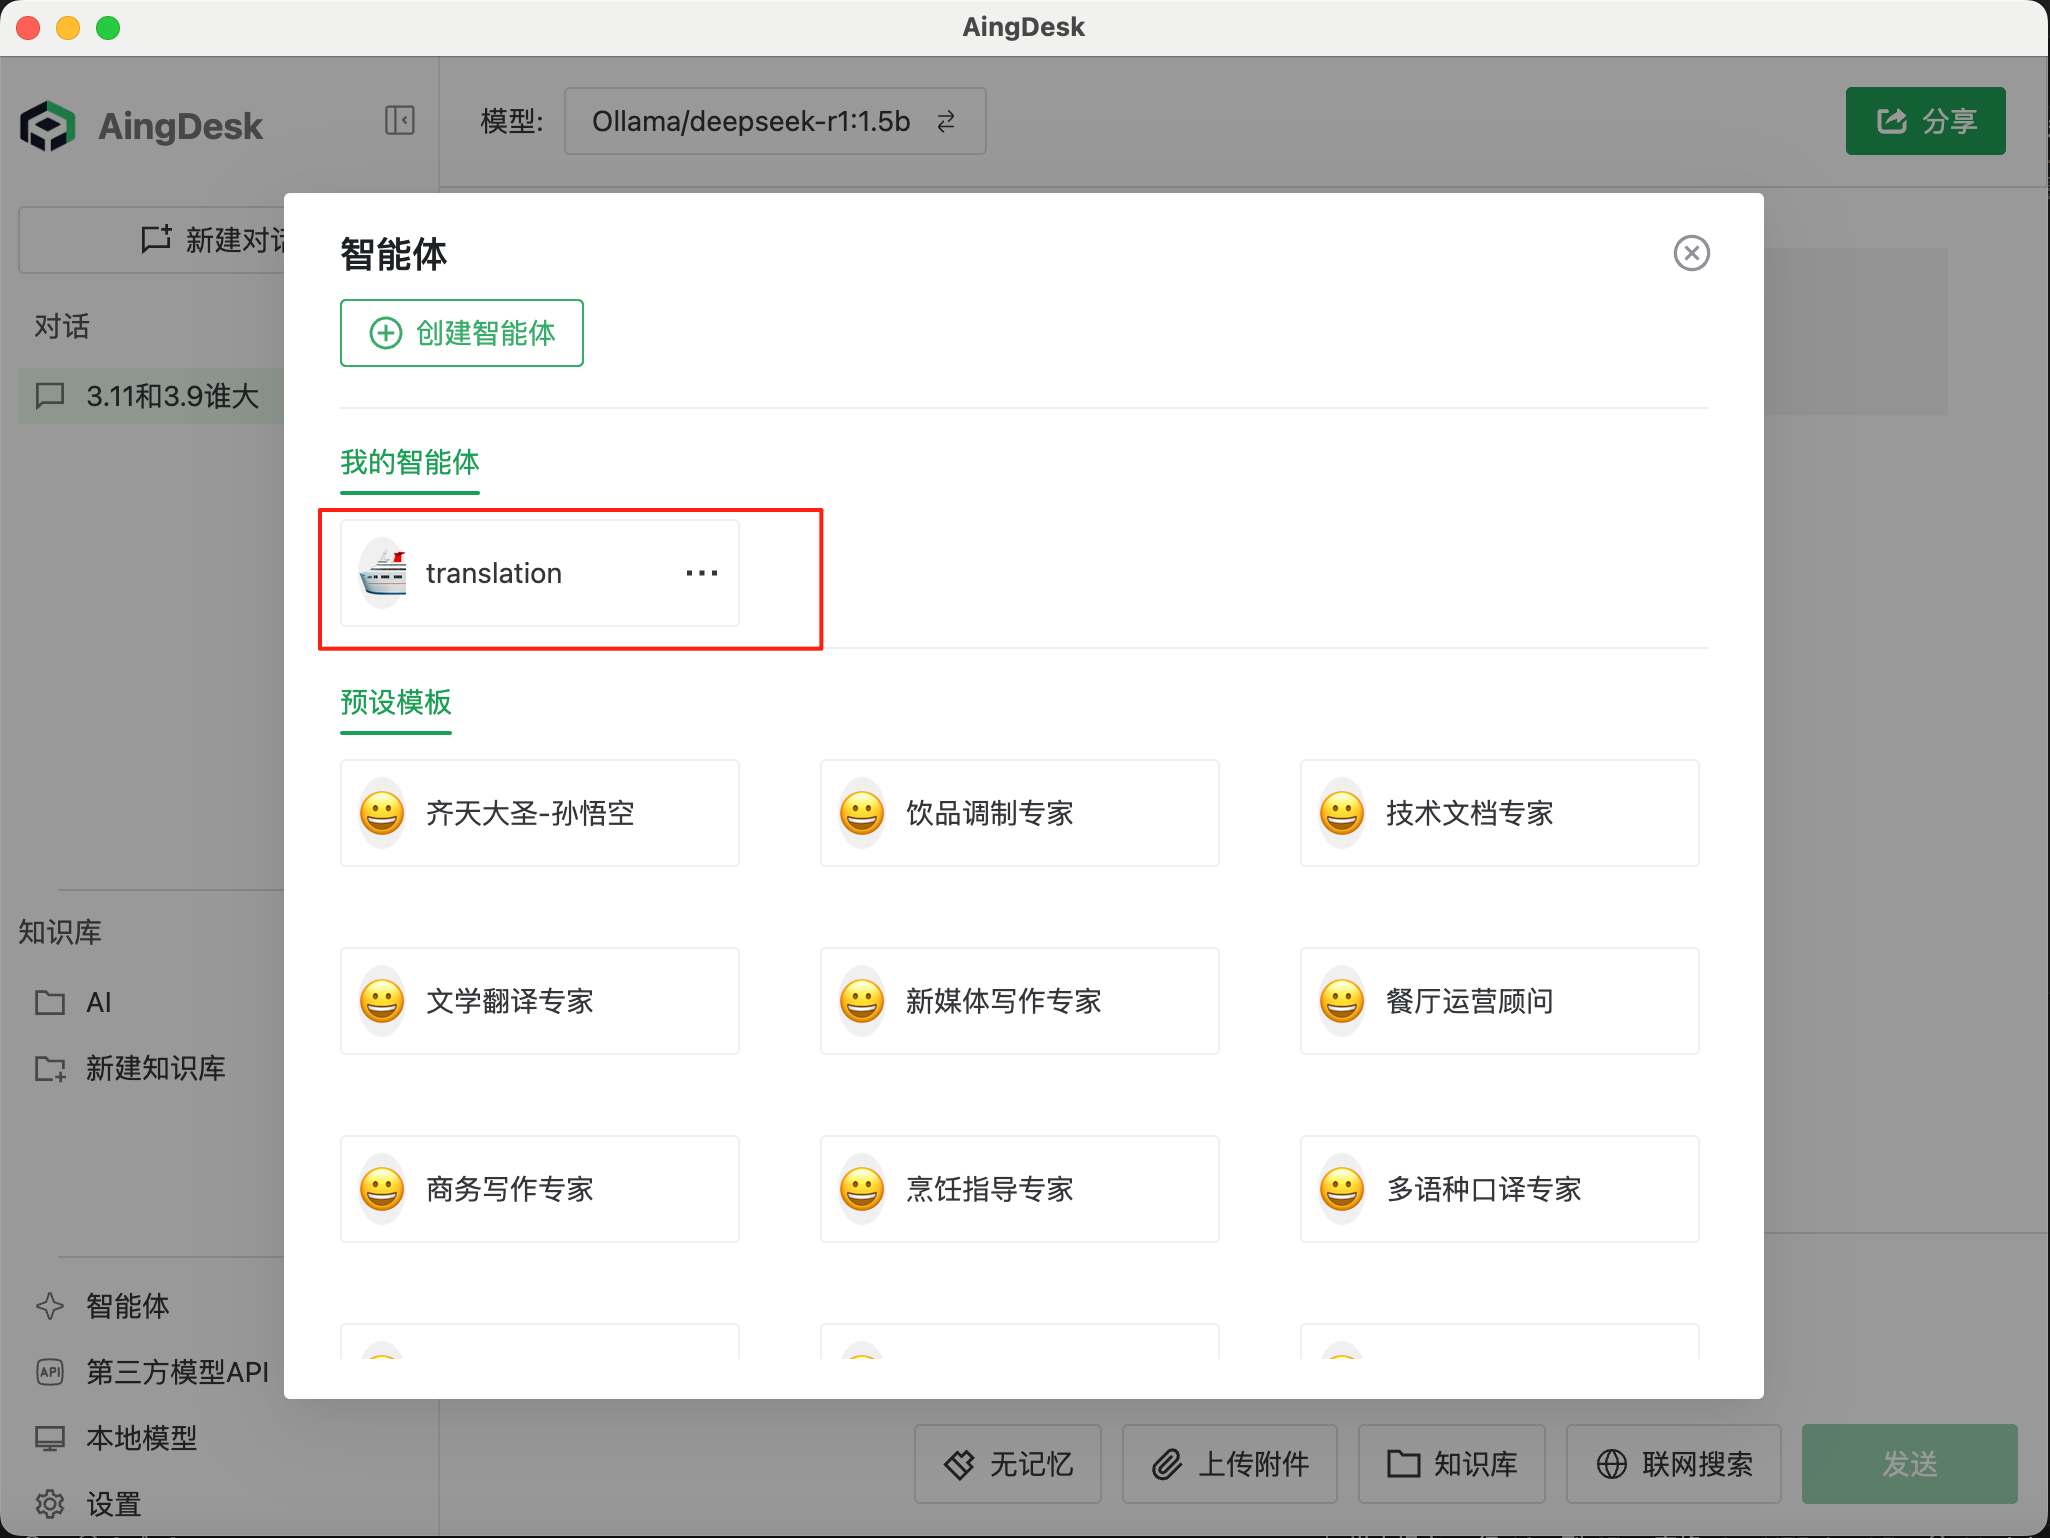 AingDesk
AingDesk
模型:
Ollama/deepseek-r1:1.5b
分享
新建对话
对话
3.11和3.9谁大
智能体
创建智能体
我的智能体
translation
预设模板
齐天大圣-孙悟空
饮品调制专家
技术文档专家
文学翻译专家
新媒体写作专家
餐厅运营顾问
商务写作专家
烹饪指导专家
多语种口译专家
知识库
AI
新建知识库
智能体
API
第三方模型API
本地模型
设置
无记忆
上传附件
知识库
联网搜索
发送